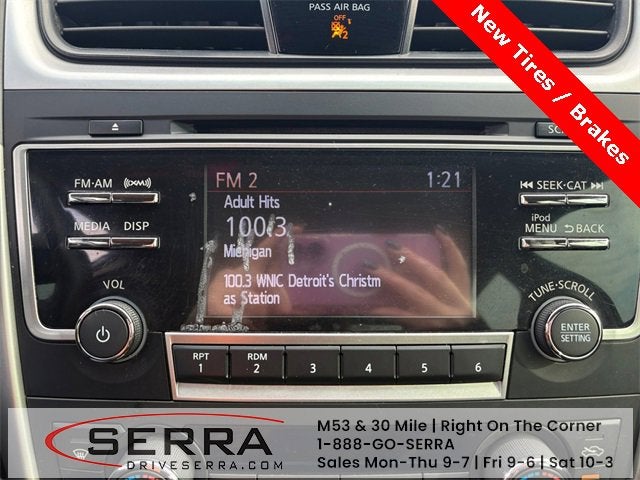 PASS AIR BAG
OFF
2
New Tires / Brakes
FM·AM
((XM))
MEDIA
DISP
VOL
FM 2
1:21
Adult Hits
100.3
Michigan
100.3 WNIC Detroit's Christm
as Station
SEEK·CAT
iPod
MENU
BACK
TUNE·SCROLL
ENTER
SETTING
RPT
1
RDM
2
3
4
5
6
SERRA
DRIVESERRA.COM
M53 & 30 Mile | Right On The Corner
1-888-GO-SERRA
Sales Mon-Thu 9-7 | Fri 9-6 | Sat 10-3